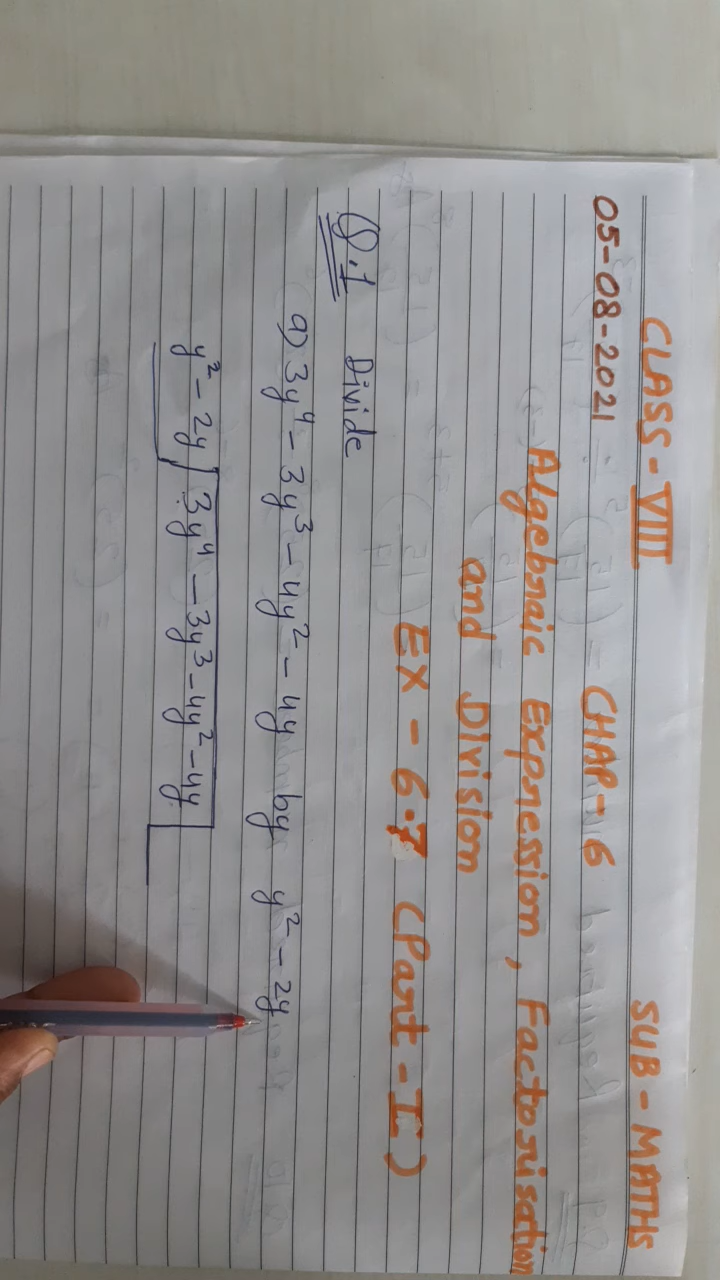 CLASS-VIII SUB-MATHS
05-08-2021 CHAP-6
Algebraic Expression, Factorisation
and Division
EX-6.7 (Part-I)
Q.1 Divide
a) 3y⁴ - 3y³ - 4y² - 4y by y² - 2y
y² - 2y 3y⁴ - 3y³ - 4y² - 4y